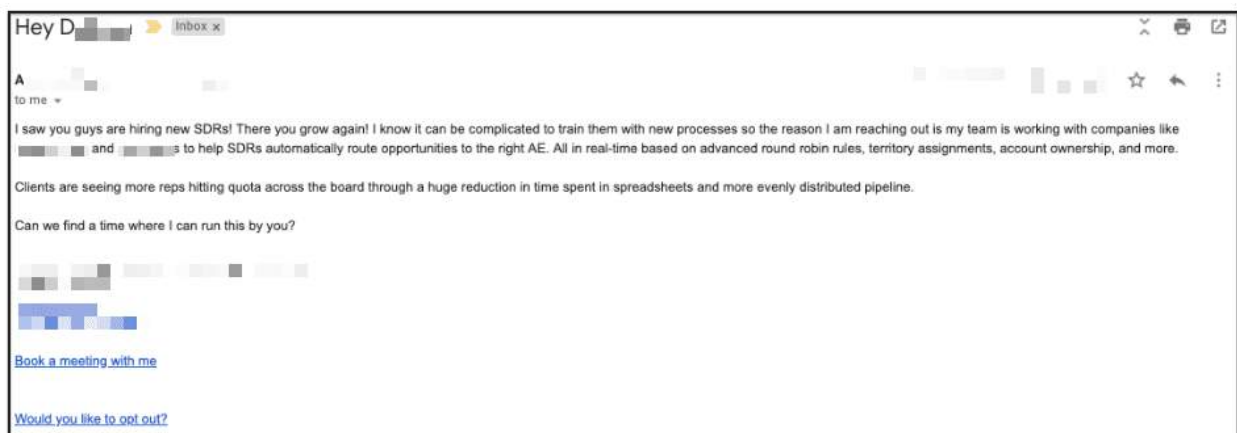 Hey D
Inbox x
A
to me
I saw you guys are hiring new SDRs! There you grow again! I know it can be complicated to train them with new processes so the reason I am reaching out is my team is working with companies like
and s to help SDRs automatically route opportunities to the right AE. All in real-time based on advanced round robin rules, territory assignments, account ownership, and more.
Clients are seeing more reps hitting quota across the board through a huge reduction in time spent in spreadsheets and more evenly distributed pipeline.
Can we find a time where I can run this by you?
Book a meeting with me
Would you like to opt out?